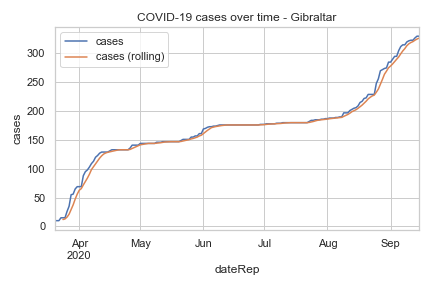 COVID-19 cases over time - Gibraltar
cases
cases (rolling)
cases
300
250
200
150
100
50
0
Apr May Jun Jul Aug Sep
2020
dateRep